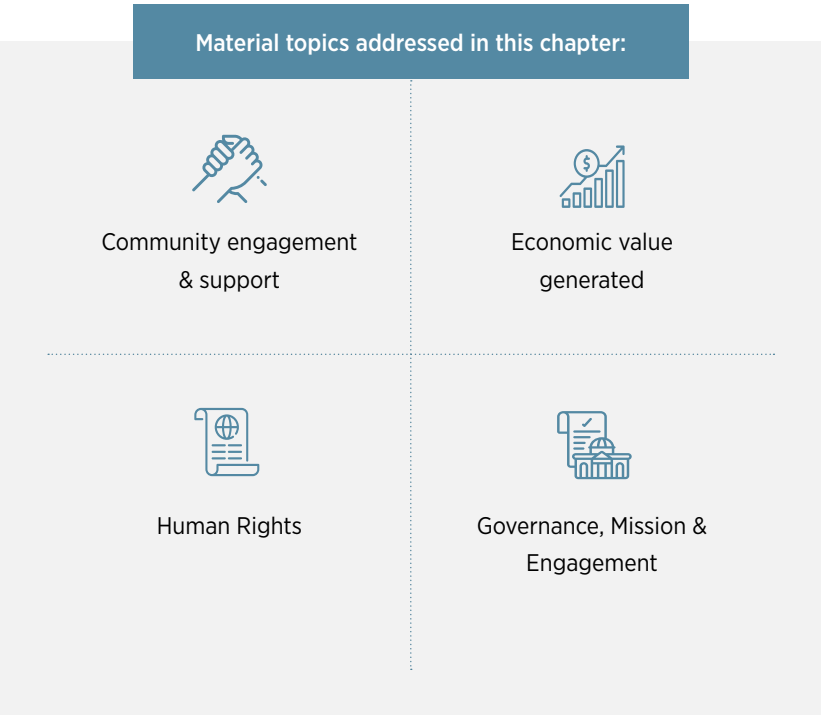 Material topics addressed in this chapter:
$
Community engagement
& support
Economic value
generated
Human Rights
Governance, Mission &
Engagement